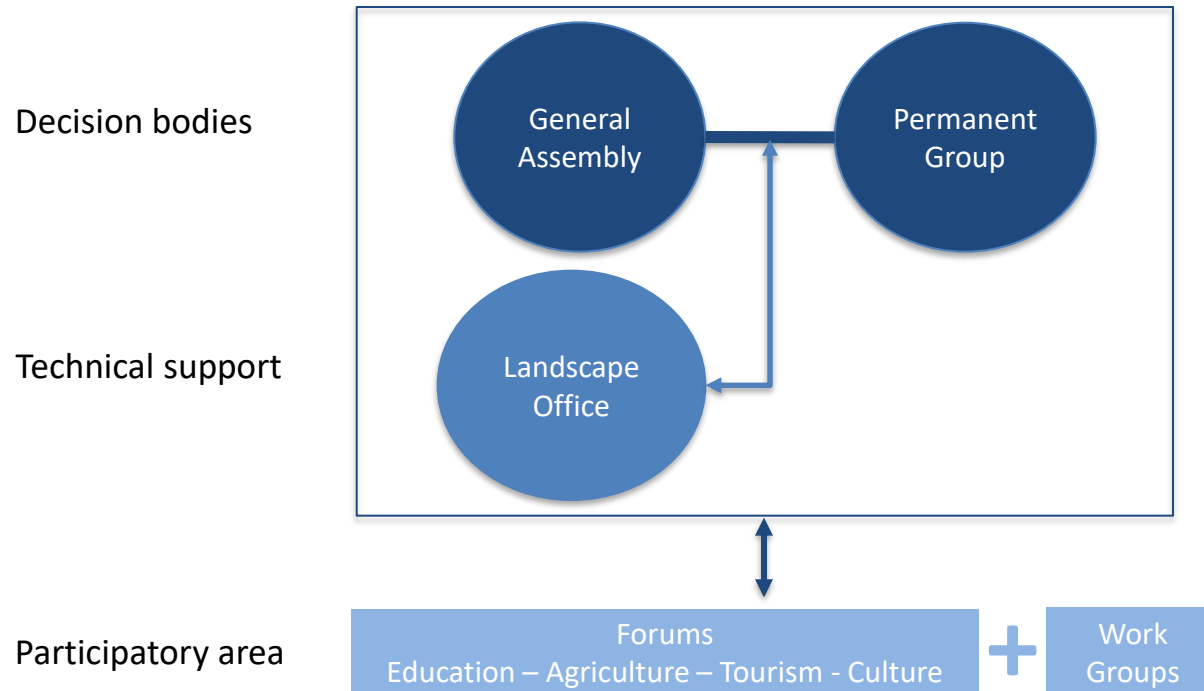 Decision bodies
General
Assembly
Permanent
Group
Technical support
Landscape
Office
Participatory area
Forums
Education – Agriculture – Tourism - Culture
+
Work
Groups